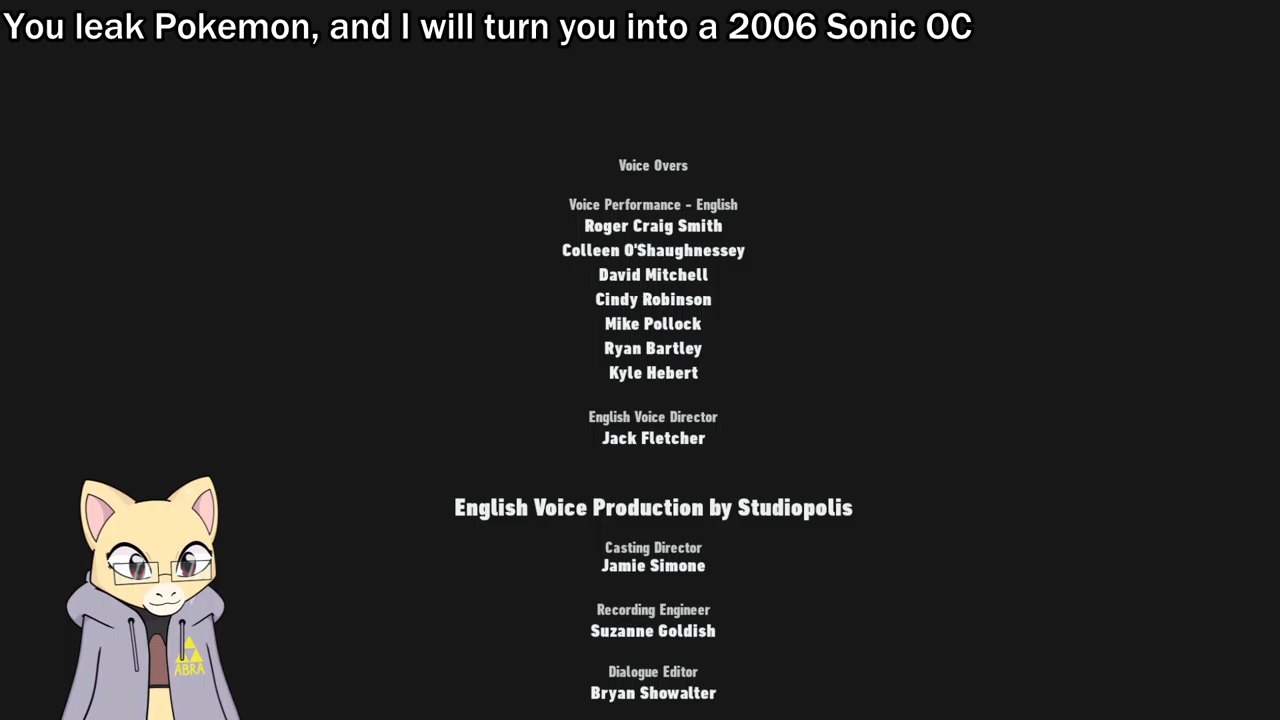 You leak Pokemon, and I will turn you into a 2006 Sonic OC
Voice Overs
Voice Performance - English
Roger Craig Smith
Colleen O'Shaughnessey
David Mitchell
Cindy Robinson
Mike Pollock
Ryan Bartley
Kyle Hebert
English Voice Director
Jack Fletcher
English Voice Production by Studiopolis
Casting Director
Jamie Simone
Recording Engineer
Suzanne Goldish
Dialogue Editor
Bryan Showalter
ABRA